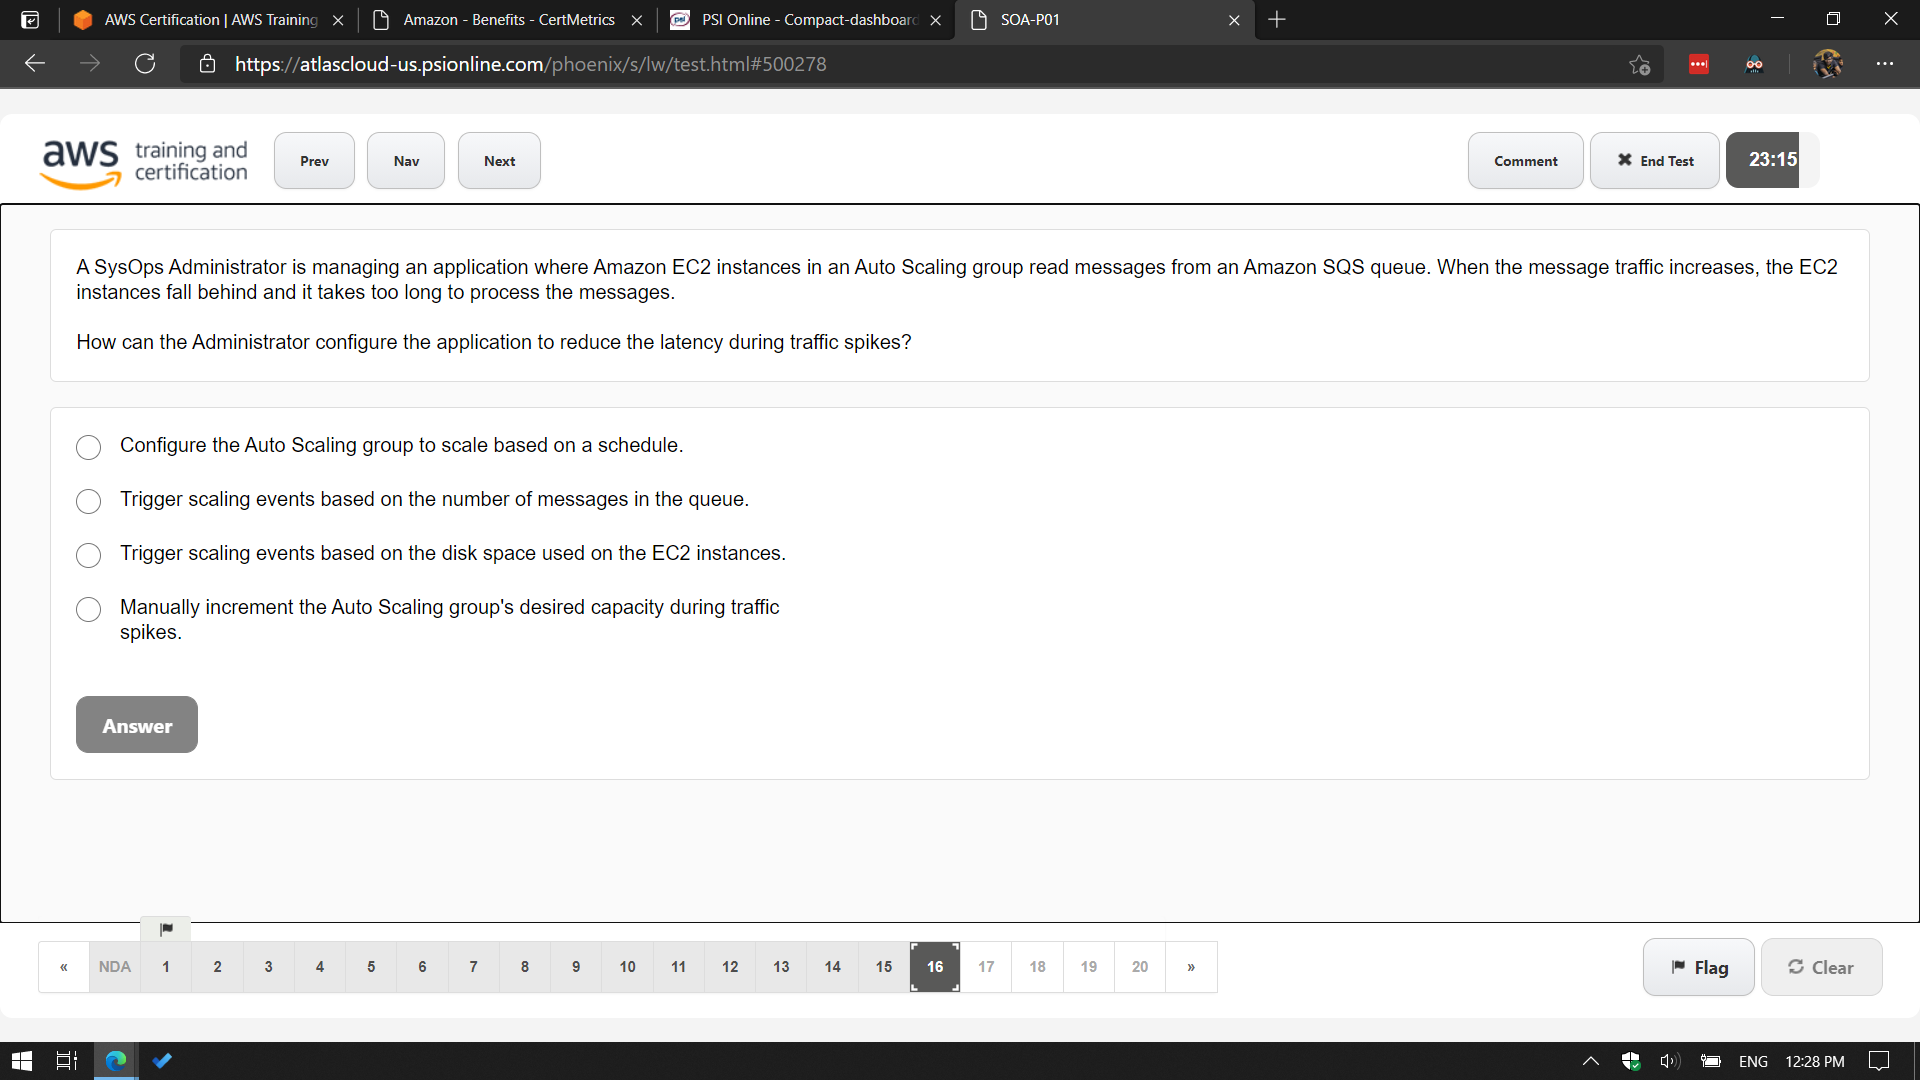 AWS Certification | AWS Training
Amazon - Benefits - CertMetrics
psi
PSI Online - Compact-dashboard
SOA-P01
https://atlascloud-us.psionline.com/phoenix/s/lw/test.html#500278
aws training and certification
Prev
Nav
Next
Comment
End Test
23:15
A SysOps Administrator is managing an application where Amazon EC2 instances in an Auto Scaling group read messages from an Amazon SQS queue. When the message traffic increases, the EC2
instances fall behind and it takes too long to process the messages.
How can the Administrator configure the application to reduce the latency during traffic spikes?
Configure the Auto Scaling group to scale based on a schedule.
Trigger scaling events based on the number of messages in the queue.
Trigger scaling events based on the disk space used on the EC2 instances.
Manually increment the Auto Scaling group's desired capacity during traffic
spikes.
Answer
« NDA 1 2 3 4 5 6 7 8 9 10 11 12 13 14 15 16 17 18 19 20 »
Flag
Clear
ENG
12:28 PM